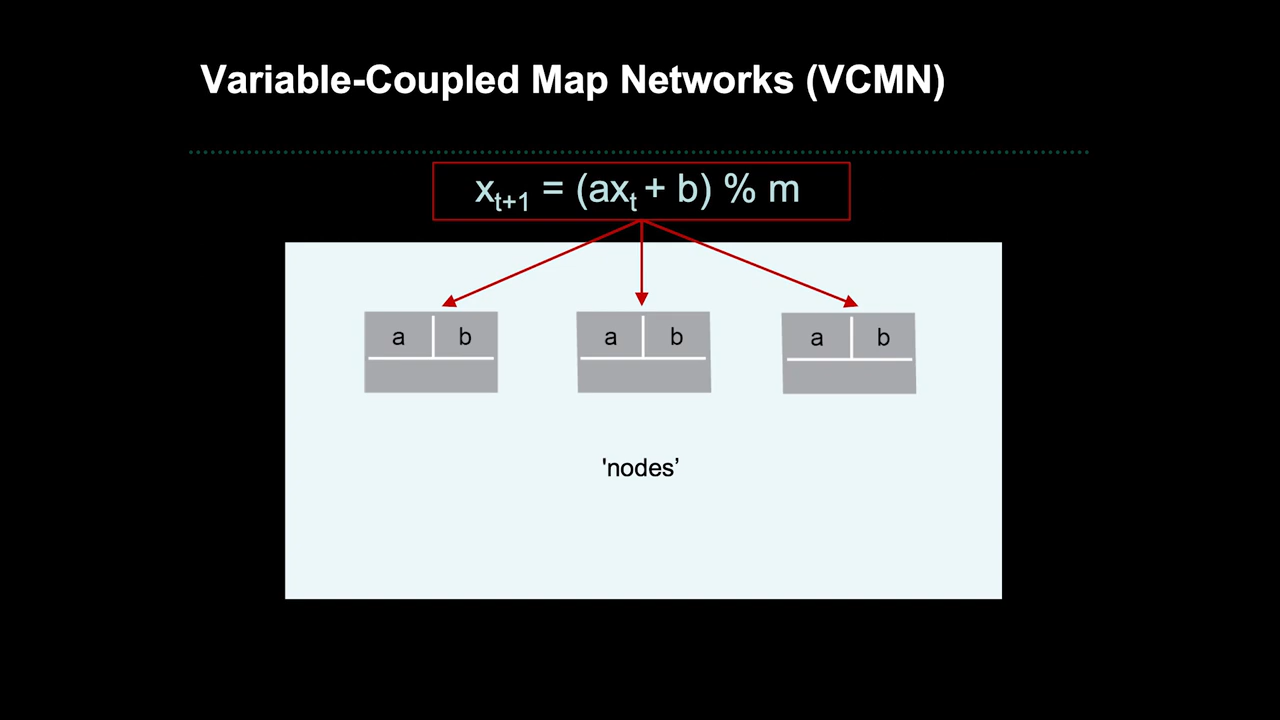 Variable-Coupled Map Networks (VCMN)
xt+1 = (axt + b) % m
a b a b a b
'nodes’